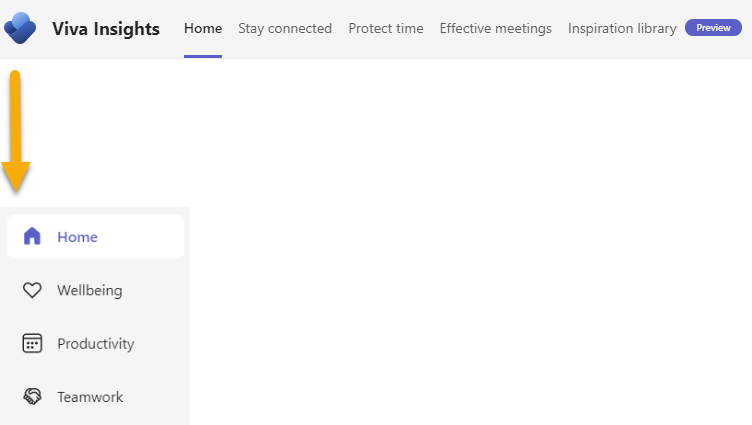 Viva Insights Home Stay connected Protect time Effective meetings Inspiration library Preview
Home
Wellbeing
Productivity
Teamwork